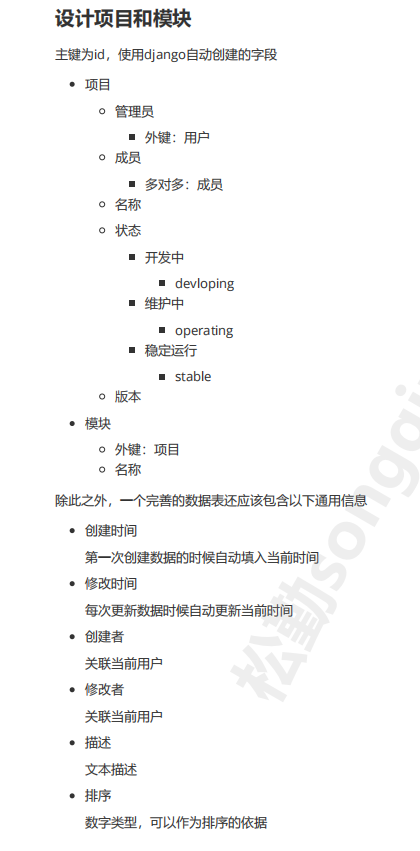 设计项目和模块
主键为id，使用django自动创建的字段
项目
管理员
外键：用户
成员
多对多：成员
名称
状态
开发中
devloping
维护中
operating
稳定运行
stable
版本
模块
外键：项目
名称
除此之外，一个完善的数据表还应该包含以下通用信息
创建时间
第一次创建数据的时候自动填入当前时间
修改时间
每次更新数据时候自动更新当前时间
创建者
关联当前用户
修改者
关联当前用户
描述
文本描述
排序
数字类型，可以作为排序的依据